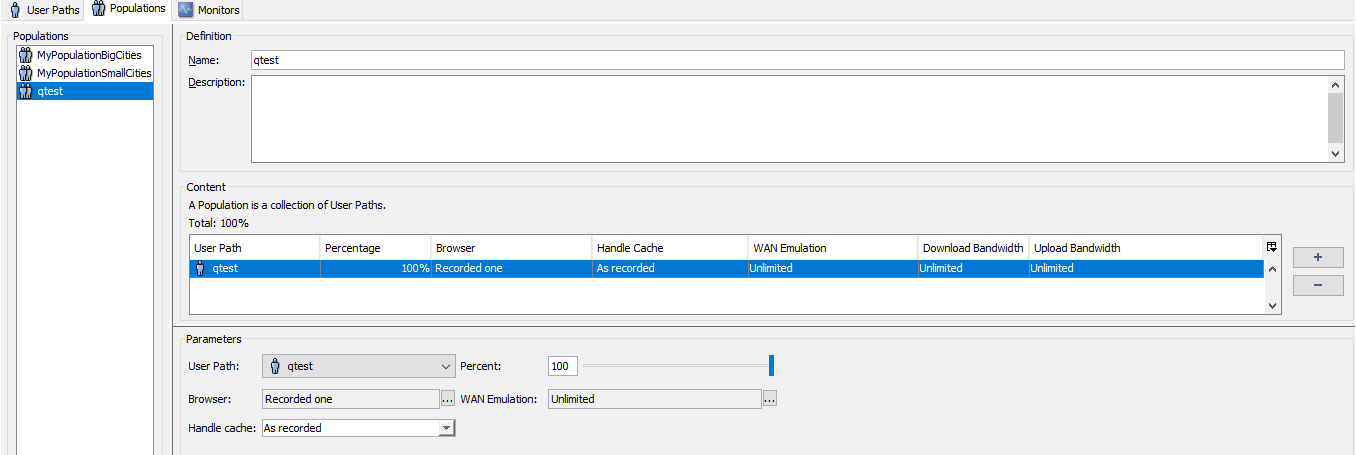 User Paths Populations Monitors
Populations
MyPopulationBigCities
MyPopulationSmallCities
qtest
Definition
Name: qtest
Description:
Content
A Population is a collection of User Paths.
Total: 100%
User Path Percentage Browser Handle Cache WAN Emulation Download Bandwidth Upload Bandwidth
qtest 100% Recorded one As recorded Unlimited Unlimited Unlimited
+
−
Parameters
User Path: qtest Percent: 100
Browser: Recorded one ... WAN Emulation: Unlimited ...
Handle cache: As recorded